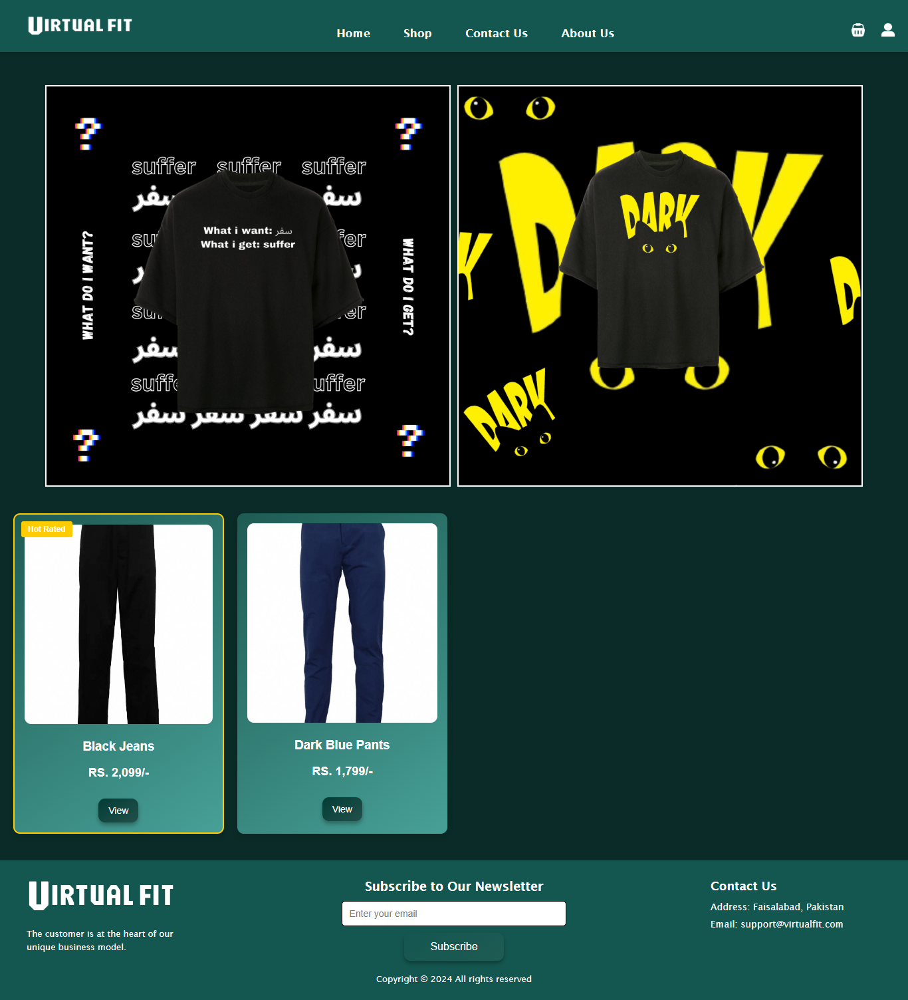 VIRTUAL FIT
Home
Shop
Contact Us
About Us
?
?
suffer suffer suffer
سفر
سفر
What i want: سفر
What i get: suffer
WHAT DO I WANT?
WHAT DO I GET?
سفر
سفر
سفر سفر سفر سفر
?
?
DARK
DARK
DARK
Hot Rated
Black Jeans
RS. 2,099/-
View
Dark Blue Pants
RS. 1,799/-
View
VIRTUAL FIT
The customer is at the heart of our
unique business model.
Subscribe to Our Newsletter
Enter your email
Subscribe
Copyright © 2024 All rights reserved
Contact Us
Address: Faisalabad, Pakistan
Email: support@virtualfit.com